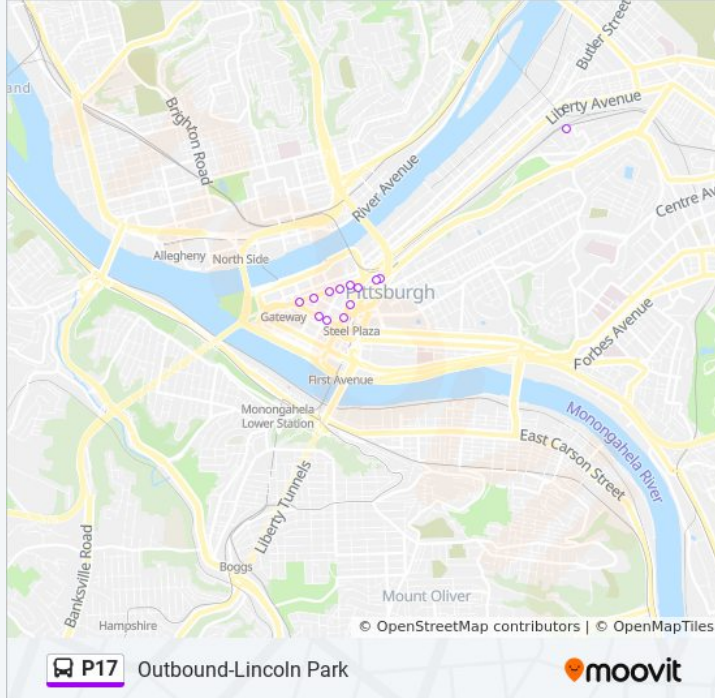 Butler Street
Liberty Avenue
and
Brighton Road
River Avenue
Centre Av
Allegheny
North Side
Pittsburgh
Gateway
Steel Plaza
Forbes Avenue
First Avenue
Monongahela
Lower Station
Monongahela River
East Carson Street
Liberty Tunnels
Banksville Road
Boggs
Mount Oliver
Hampshire
© OpenStreetMap contributors | © OpenMapTiles
P17 Outbound-Lincoln Park
moovit